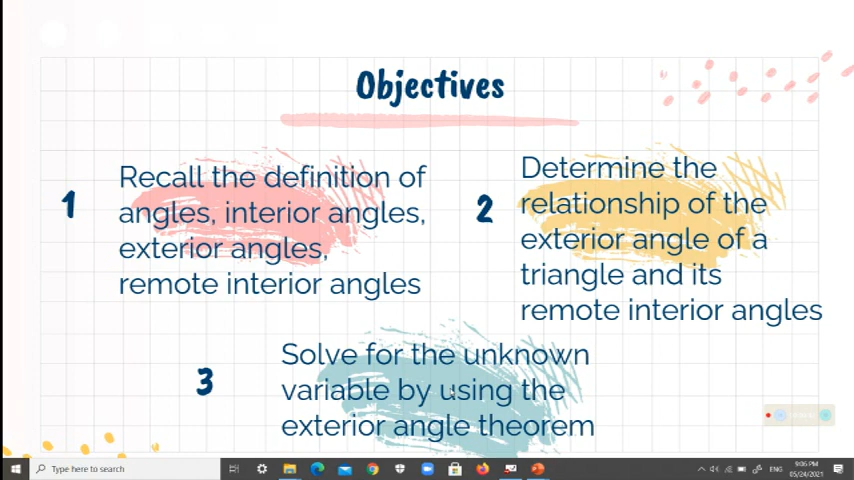 Objectives
1
Recall the definition of
angles, interior angles,
exterior angles,
remote interior angles
2
Determine the
relationship of the
exterior angle of a
triangle and its
remote interior angles
3
Solve for the unknown
variable by using the
exterior angle theorem
Type here to search
ENG
9:06 PM
05/24/2021